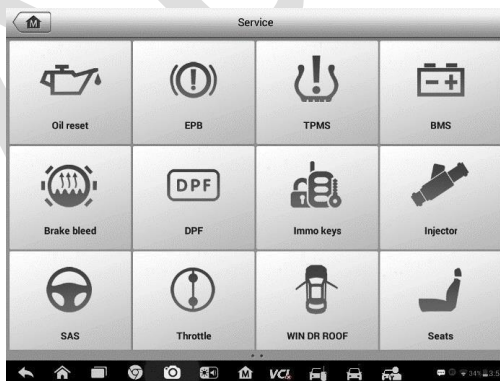 M
Service
Oil reset
EPB
TPMS
BMS
DPF
Brake bleed
DPF
Immo keys
Injector
SAS
Throttle
WIN DR ROOF
Seats
M
VCI
34%